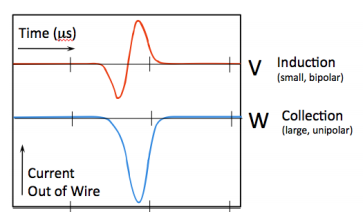 Time (µs)
V
Induction
(small, bipolar)
W
Collection
(large, unipolar)
Current
Out of Wire